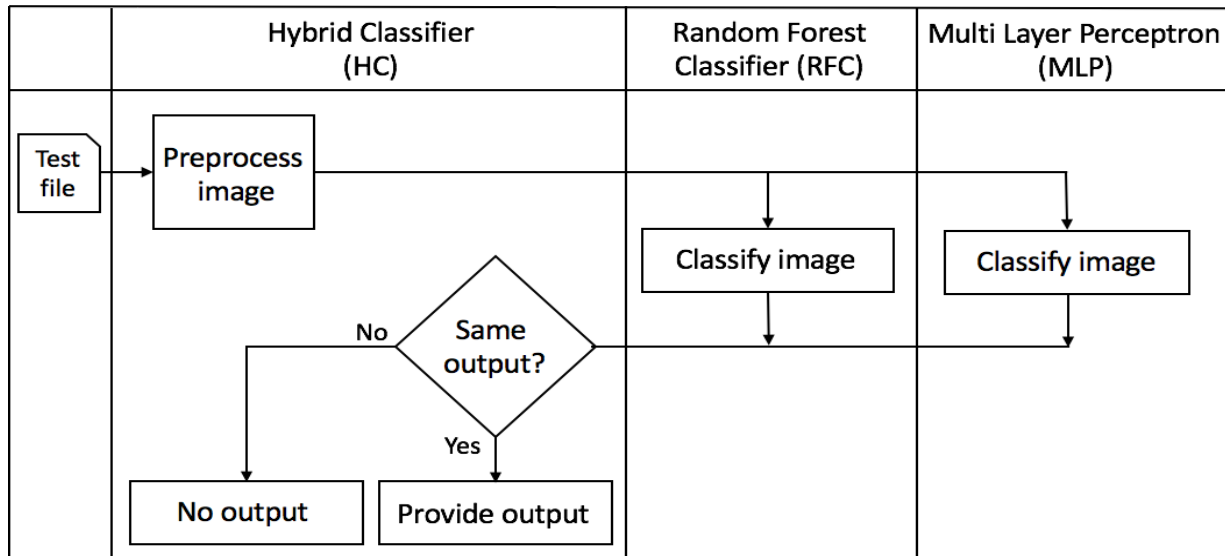 Hybrid Classifier
(HC)
Random Forest
Classifier (RFC)
Multi Layer Perceptron
(MLP)
Test
file
Preprocess
image
Classify image
Classify image
No
Same
output?
Yes
No output
Provide output